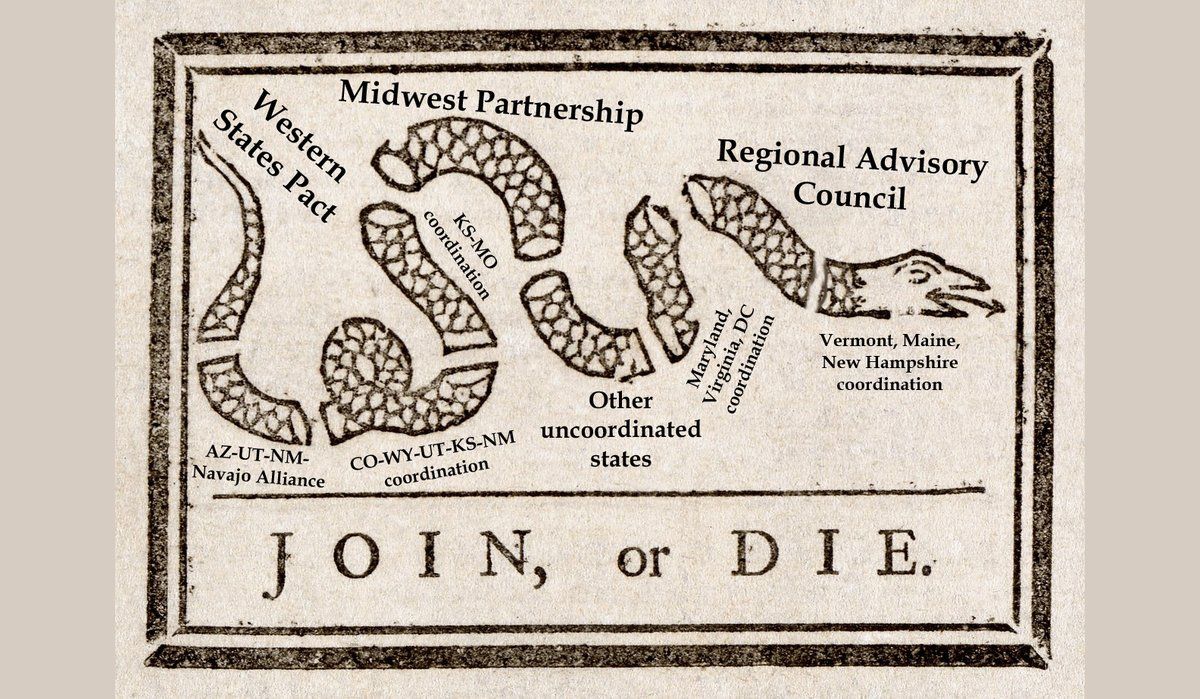 Western
States Pact
Midwest Partnership
Regional Advisory
Council
KS-MO
coordination
Maryland,
Virginia, DC
coordination
Vermont, Maine,
New Hampshire
coordination
Other
uncoordinated
states
AZ-UT-NM-
Navajo Alliance
CO-WY-UT-KS-NM
coordination
JOIN, or DIE.